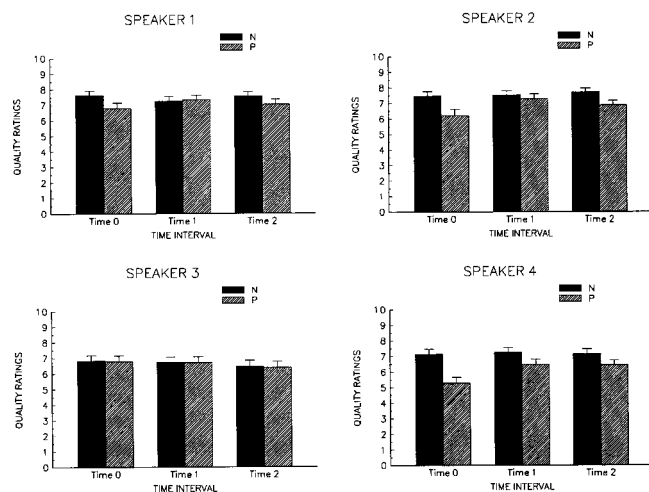 SPEAKER 1
N
P
QUALITY RATINGS
10
9
8
7
6
5
4
3
2
1
0
Time 0 Time 1 Time 2
TIME INTERVAL
SPEAKER 2
N
P
QUALITY RATINGS
10
9
8
7
6
5
4
3
2
1
0
Time 0 Time 1 Time 2
TIME INTERVAL
SPEAKER 3
N
P
QUALITY RATINGS
10
9
8
7
6
5
4
3
2
1
0
Time 0 Time 1 Time 2
TIME INTERVAL
SPEAKER 4
N
P
QUALITY RATINGS
10
9
8
7
6
5
4
3
2
1
0
Time 0 Time 1 Time 2
TIME INTERVAL